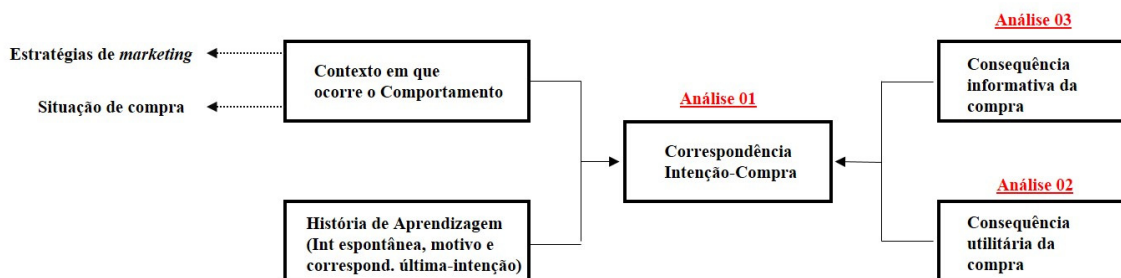 Estratégias de marketing
Situação de compra
Contexto em que
ocorre o Comportamento
História de Aprendizagem
(Int espontânea, motivo e
correspond. última-intenção)
Análise 01
Correspondência
Intenção-Compra
Análise 03
Consequência
informativa da
compra
Análise 02
Consequência
utilitária da
compra